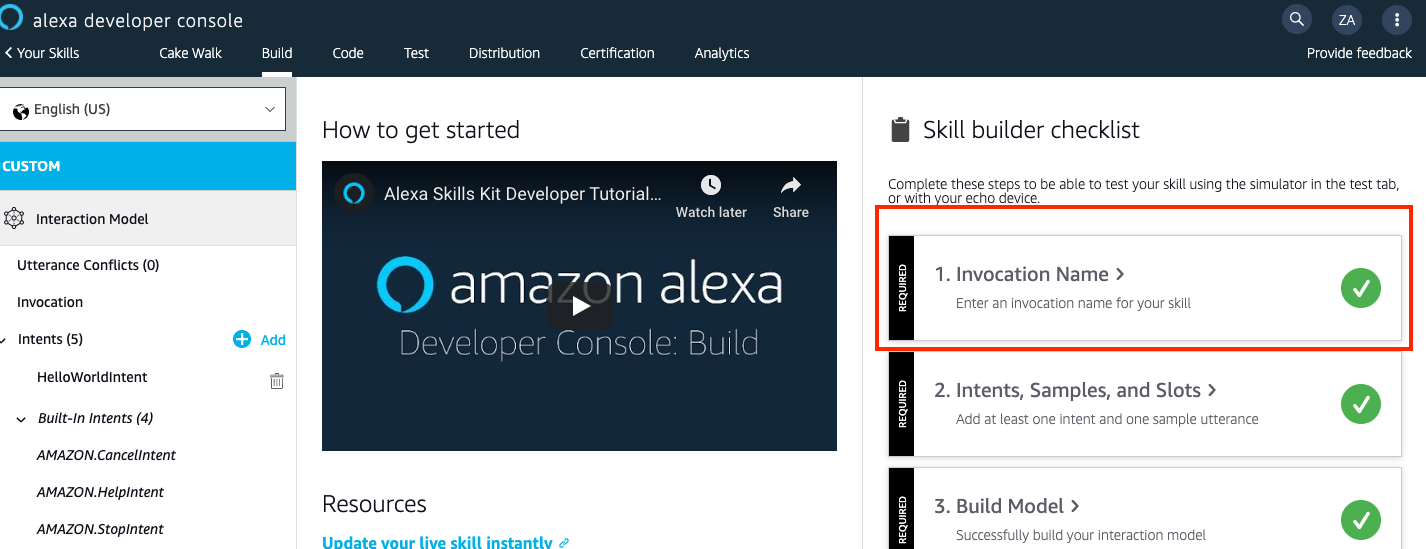 alexa developer console
ZA
Your Skills
Cake Walk
Build
Code
Test
Distribution
Certification
Analytics
Provide feedback
English (US)
CUSTOM
Interaction Model
Utterance Conflicts (0)
Invocation
Intents (5)
Add
HelloWorldIntent
Built-In Intents (4)
AMAZON.CancelIntent
AMAZON.HelpIntent
AMAZON.StopIntent
How to get started
Alexa Skills Kit Developer Tutorial...
Watch later
Share
amazon alexa
Developer Console: Build
Resources
Update your live skill instantly
Skill builder checklist
Complete these steps to be able to test your skill using the simulator in the test tab,
or with your echo device.
REQUIRED
1. Invocation Name >
Enter an invocation name for your skill
REQUIRED
2. Intents, Samples, and Slots >
Add at least one intent and one sample utterance
REQUIRED
3. Build Model >
Successfully build your interaction model